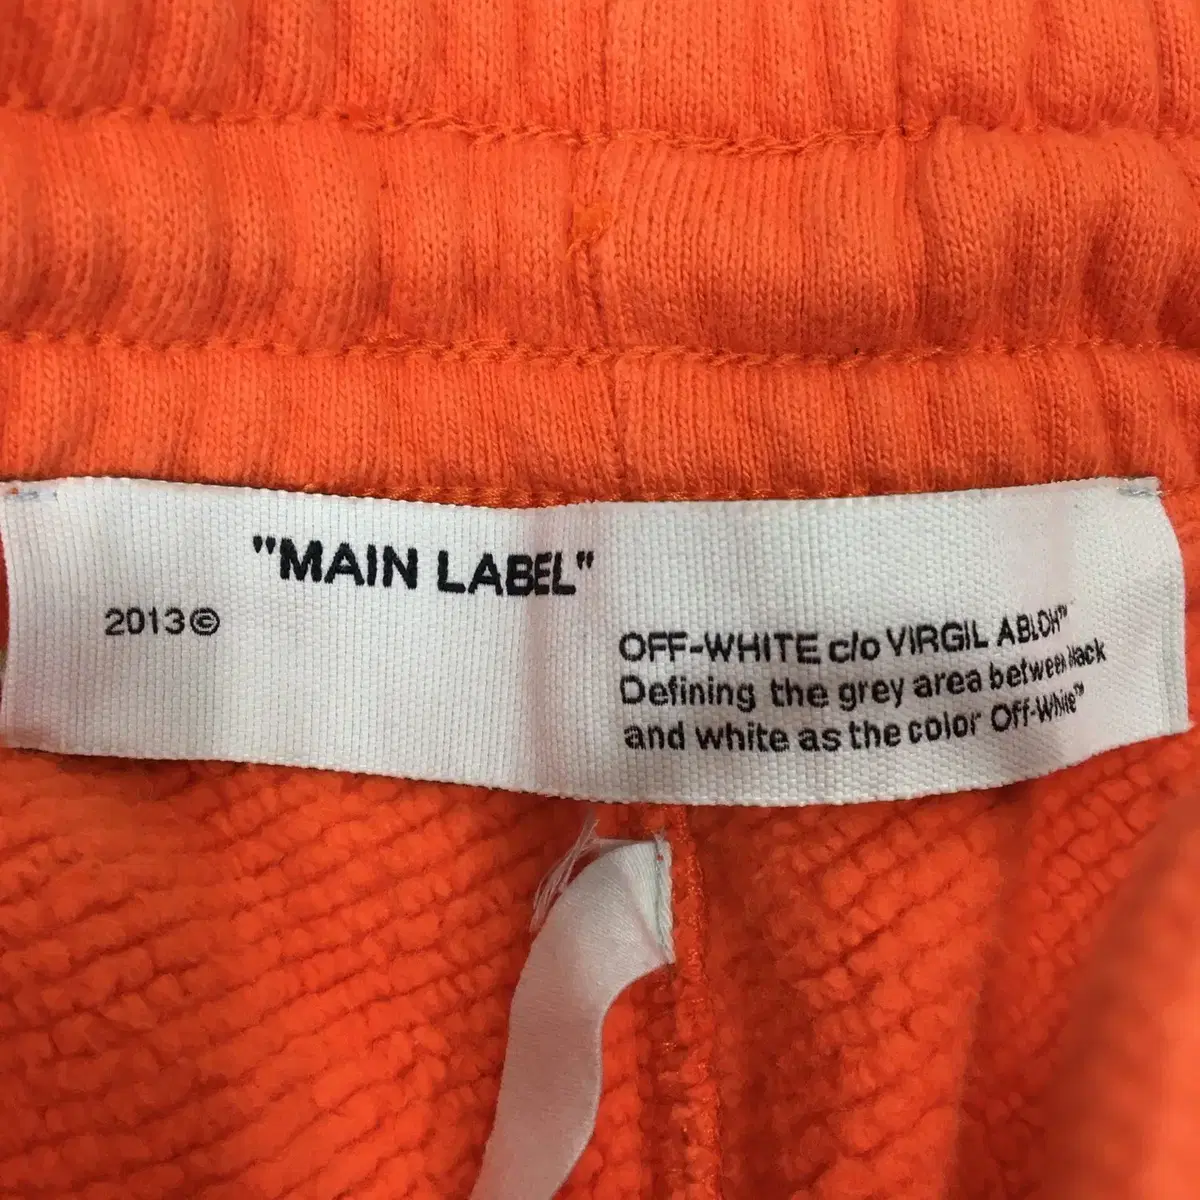 "MAIN LABEL"
2013©
OFF-WHITE c/o VIRGIL ABLOH™
Defining the grey area between black
and white as the color Off-White™